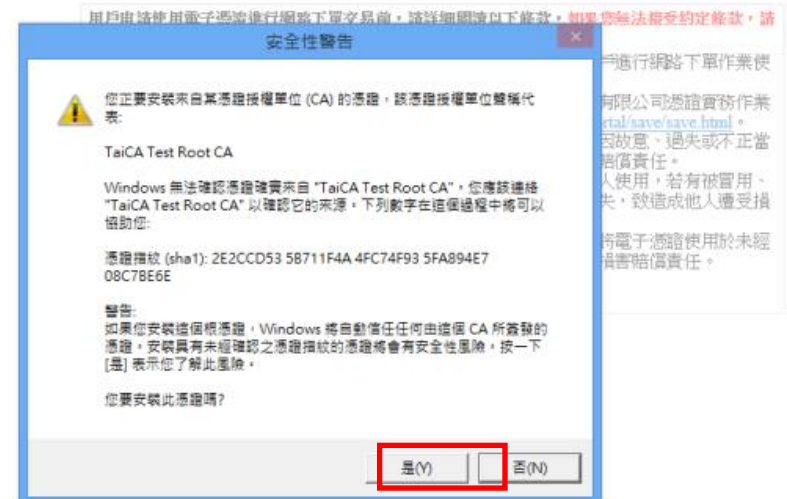 用戶申請使用電子憑證進行網路下單交易前，請詳細閱讀以下條款，如果您無法接受約定條款，請
安全性警告
戶進行網路下單作業使
您正要安裝來自某憑證授權單位 (CA) 的憑證，該憑證授權單位聲稱代
表:
有限公司憑證實務作業
rtal/save/save.html。
因故意、過失或不正當
賠償責任。
TaiCA Test Root CA
人使用，若有被冒用、
失，致造成他人遭受損
Windows 無法確認憑證確實來自 "TaiCA Test Root CA"，您應該連絡
"TaiCA Test Root CA" 以確認它的來源。下列數字在這個過程中將可以
協助您:
將電子憑證使用於未經
損害賠償責任。
憑證指紋 (sha1): 2E2CCD53 5B711F4A 4FC74F93 5FA894E7
08C7BE6E
警告:
如果您安裝這個根憑證，Windows 將自動信任任何由這個 CA 所簽發的
憑證。安裝具有未經確認之憑證指紋的憑證將會有安全性風險。按一下
[是] 表示您了解此風險。
您要安裝此憑證嗎?
是(Y)
否(N)